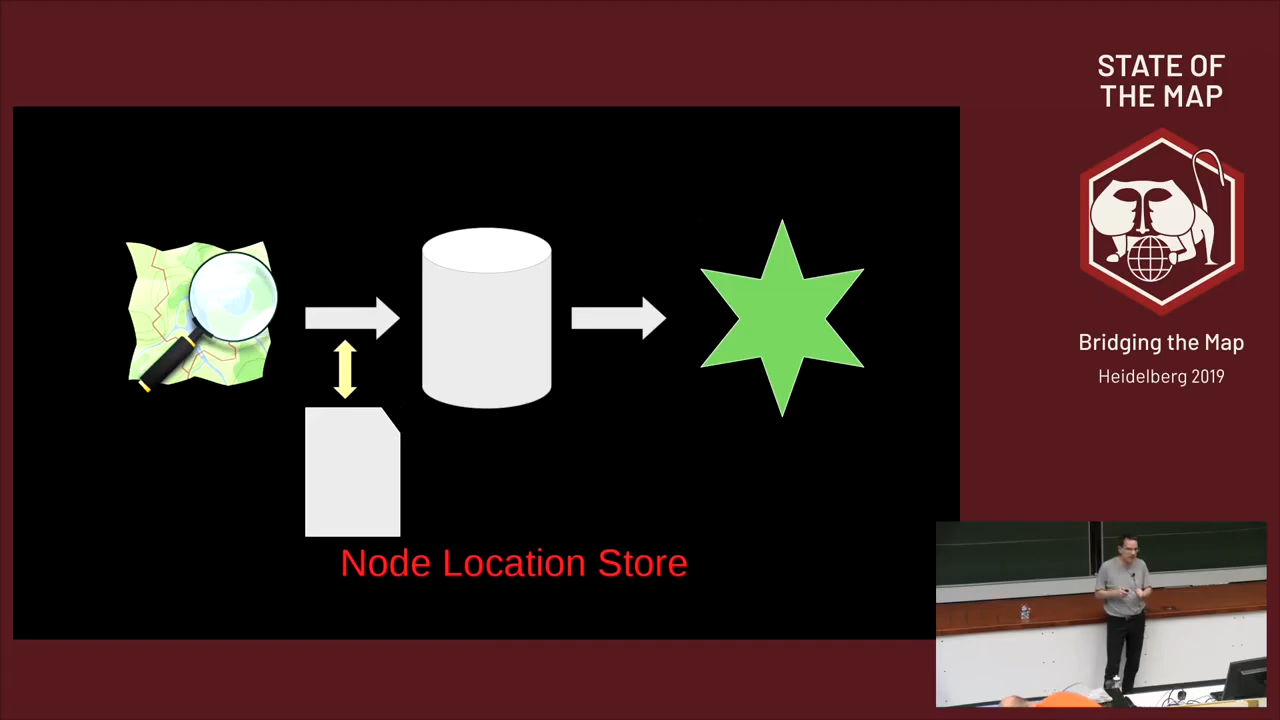 STATE OF
THE MAP
Bridging the Map
Heidelberg 2019
Node Location Store